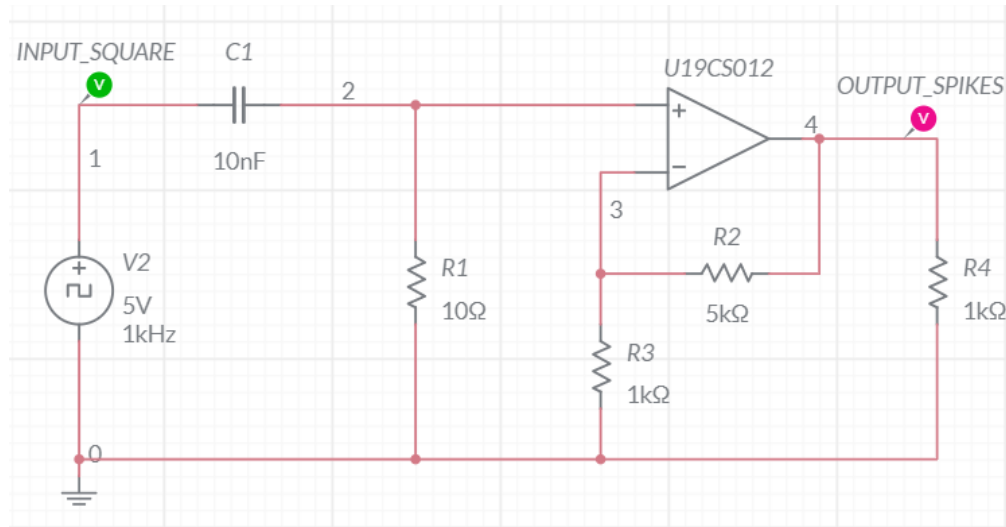 INPUT_SQUARE
V
C1
10nF
1
2
V2
5V
1kHz
0
R1
10Ω
U19CS012
+
−
3
4
R2
5kΩ
R3
1kΩ
OUTPUT_SPIKES
V
R4
1kΩ